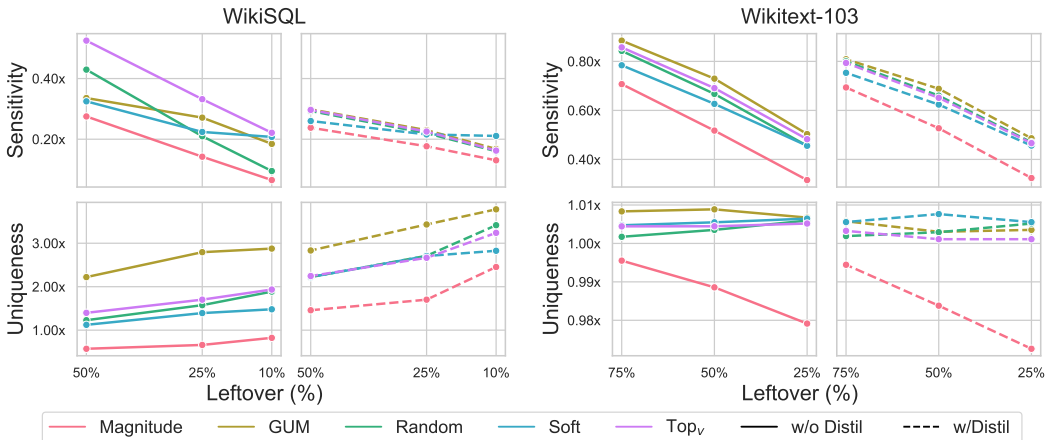 WikiSQL
Wikitext-103
Sensitivity
0.40x
0.20x
Sensitivity
0.80x
0.60x
0.40x
Uniqueness
3.00x
2.00x
1.00x
Uniqueness
1.01x
1.00x
0.99x
0.98x
50% 25% 10% 50% 25% 10%
75% 50% 25% 75% 50% 25%
Leftover (%)
Leftover (%)
Magnitude GUM Random Soft Topv w/o Distil w/Distil